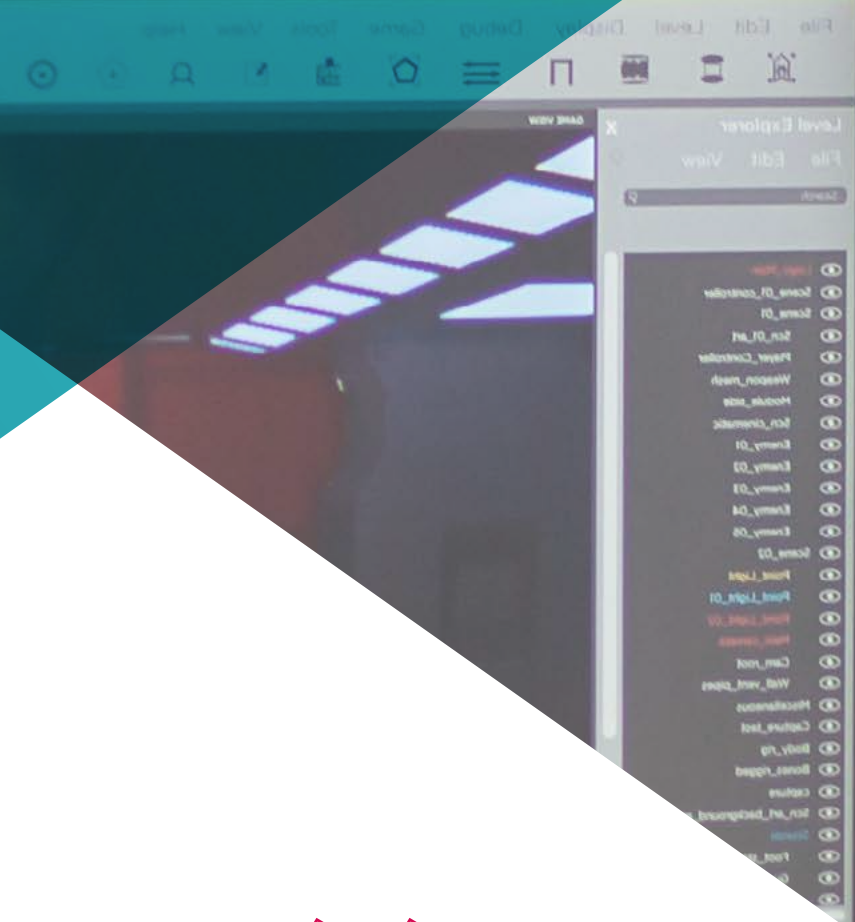 File Edit Level Display Debug Game Tools View Help
GAME VIEW
Level Explorer X
File Edit View
Search
Logo_Main
Scene_01_controller
Scene_01
Scn_01_art
Player_Controller
Weapon_mesh
Module_side
Scn_cinematic
Enemy_01
Enemy_02
Enemy_03
Enemy_04
Enemy_05
Scene_02
Point_Light
Point_Light_01
Point_Light_02
Main_camera
Cam_root
Wall_vent_pipes
Miscellaneous
Capture_test
Body_rig
Bones_rigged
capture
Scn_art_background
Sounds